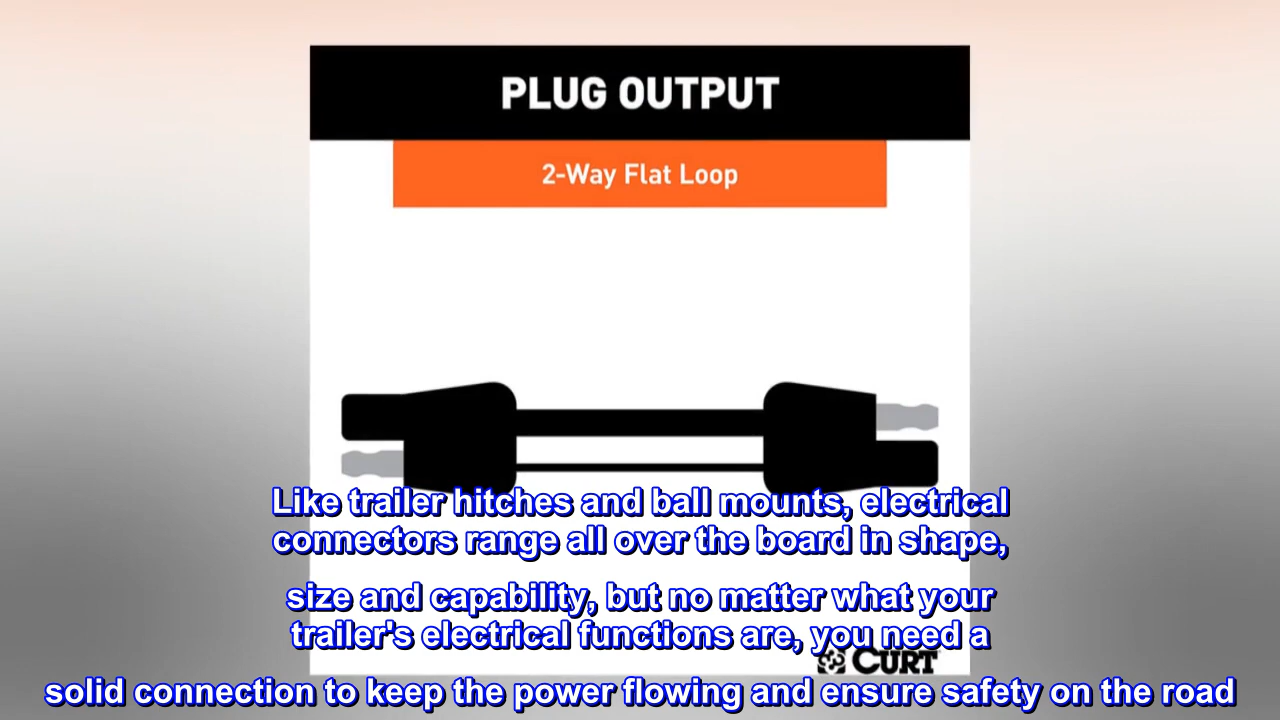 PLUG OUTPUT
2-Way Flat Loop
Like trailer hitches and ball mounts, electrical
connectors range all over the board in shape,
size and capability, but no matter what your
trailer's electrical functions are, you need a
CURT
solid connection to keep the power flowing and ensure safety on the road